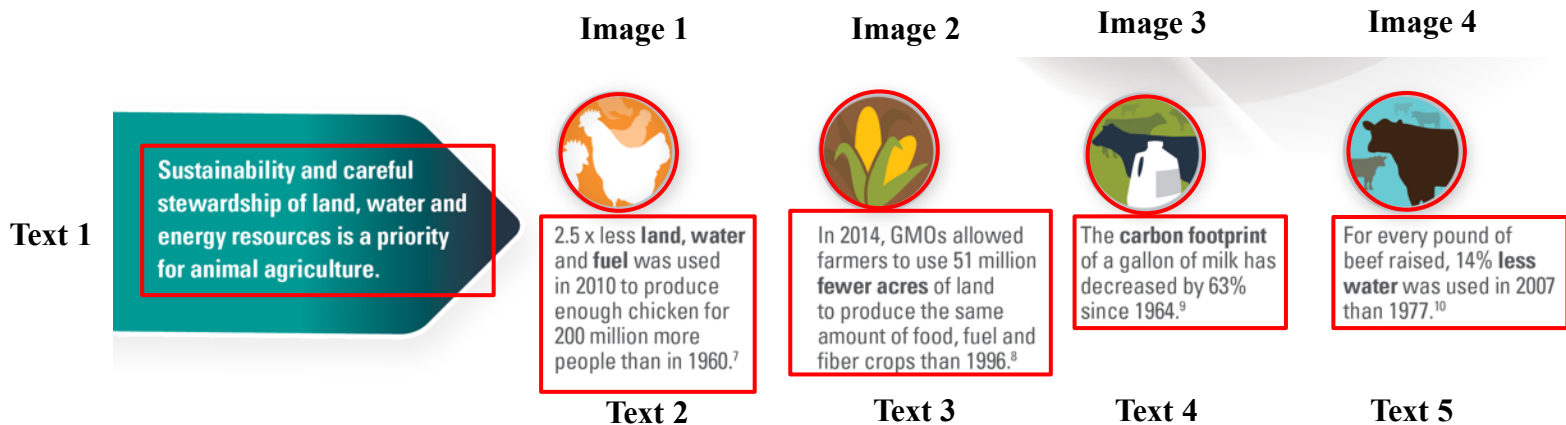 Image 1
Image 2
Image 3
Image 4
Text 1
Sustainability and careful
stewardship of land, water and
energy resources is a priority
for animal agriculture.
2.5 x less land, water
and fuel was used
in 2010 to produce
enough chicken for
200 million more
people than in 1960.⁷
Text 2
In 2014, GMOs allowed
farmers to use 51 million
fewer acres of land
to produce the same
amount of food, fuel and
fiber crops than 1996.⁸
Text 3
The carbon footprint
of a gallon of milk has
decreased by 63%
since 1964.⁹
Text 4
For every pound of
beef raised, 14% less
water was used in 2007
than 1977.¹⁰
Text 5